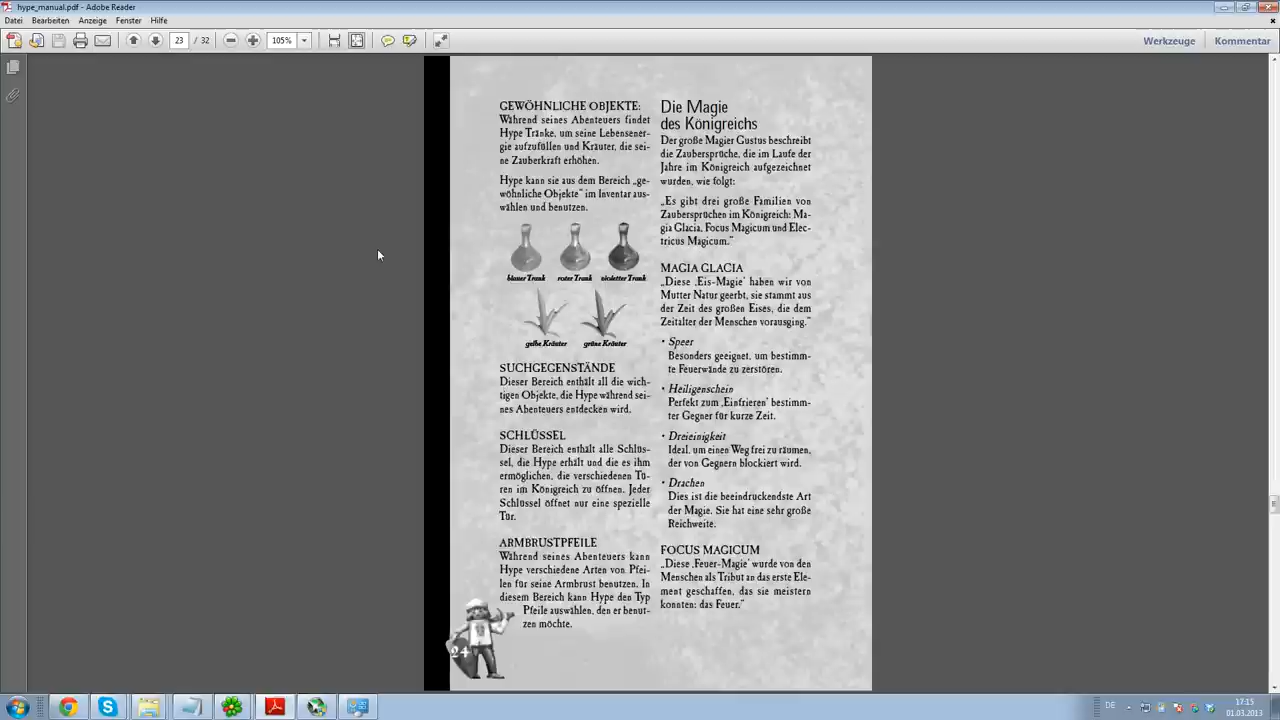 hype_manual.pdf - Adobe Reader
Datei Bearbeiten Anzeige Fenster Hilfe
23 / 32 105% Werkzeuge Kommentar
GEWÖHNLICHE OBJEKTE:
Während seines Abenteuers findet
Hype Tränke, um seine Lebensener-
gie aufzufüllen und Kräuter, die sei-
ne Zauberkraft erhöhen.
Hype kann sie aus dem Bereich „ge-
wöhnliche Objekte“ im Inventar aus-
wählen und benutzen.
blauer Trank roter Trank violetter Trank
gelbe Kräuter grüne Kräuter
SUCHGEGENSTÄNDE
Dieser Bereich enthält all die wich-
tigen Objekte, die Hype während sei-
nes Abenteuers entdecken wird.
SCHLÜSSEL
Dieser Bereich enthält alle Schlüs-
sel, die Hype erhält und die es ihm
ermöglichen, die verschiedenen Tü-
ren im Königreich zu öffnen. Jeder
Schlüssel öffnet nur eine spezielle
Tür.
ARMBRUSTPFEILE
Während seines Abenteuers kann
Hype verschiedene Arten von Pfei-
len für seine Armbrust benutzen. In
diesem Bereich kann Hype den Typ
Pfeile auswählen, den er benut-
zen möchte.
24
Die Magie
des Königreichs
Der große Magier Gustus beschreibt
die Zaubersprüche, die im Laufe der
Jahre im Königreich aufgezeichnet
wurden, wie folgt:
„Es gibt drei große Familien von
Zaubersprüchen im Königreich: Ma-
gia Glacia, Focus Magicum und Elec-
tricus Magicum.“
MAGIA GLACIA
„Diese ‚Eis-Magie‘ haben wir von
Mutter Natur geerbt, sie stammt aus
der Zeit des großen Eises, die dem
Zeitalter der Menschen vorausging.“
• Speer
Besonders geeignet, um bestimm-
te Feuerwände zu zerstören.
• Heiligenschein
Perfekt zum ‚Einfrieren‘ bestimm-
ter Gegner für kurze Zeit.
• Dreieinigkeit
Ideal, um einen Weg frei zu räumen,
der von Gegnern blockiert wird.
• Drachen
Dies ist die beeindruckendste Art
der Magie. Sie hat eine sehr große
Reichweite.
FOCUS MAGICUM
„Diese ‚Feuer-Magie‘ wurde von den
Menschen als Tribut an das erste Ele-
ment geschaffen, das sie meistern
konnten: das Feuer.“
DE
17:15
01.03.2013